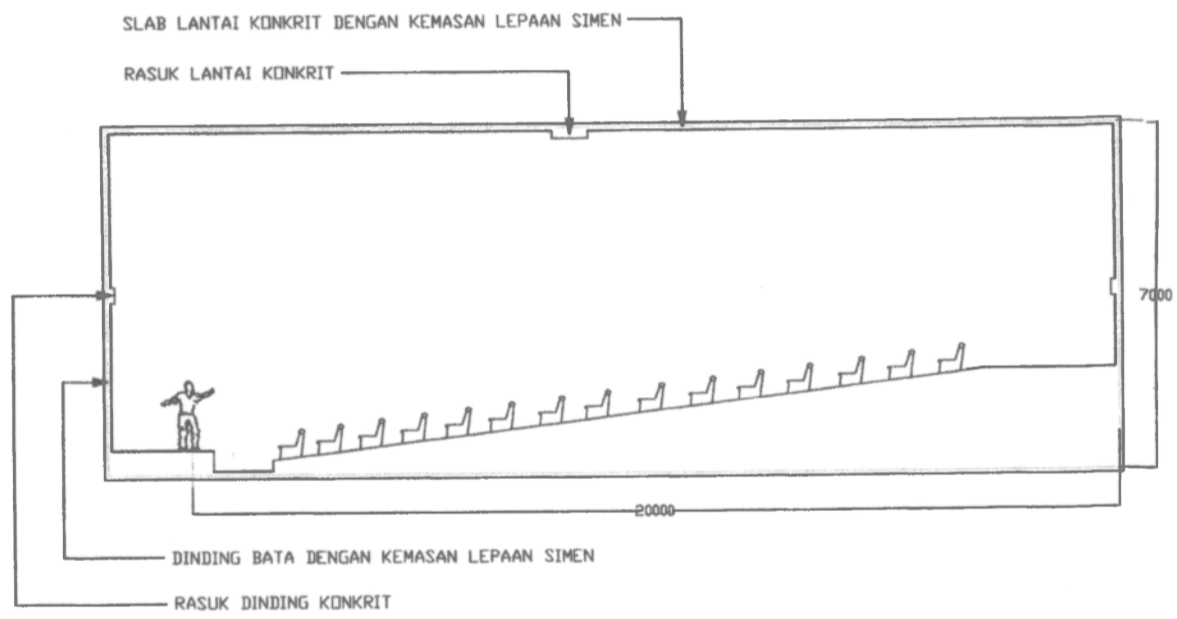 SLAB LANTAI KONKRIT DENGAN KEMASAN LEPAAN SIMEN
RASUK LANTAI KONKRIT
7000
20000
DINDING BATA DENGAN KEMASAN LEPAAN SIMEN
RASUK DINDING KONKRIT